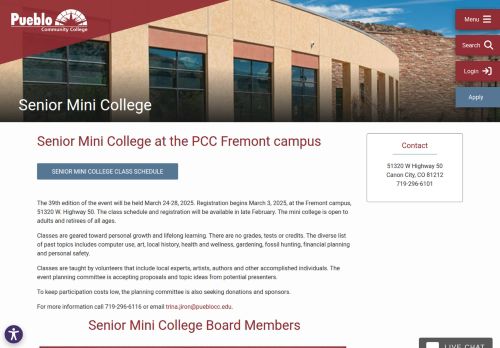 Pueblo
Community College
Menu
Search
Login
Apply
Senior Mini College
Senior Mini College at the PCC Fremont campus
SENIOR MINI COLLEGE CLASS SCHEDULE
The 39th edition of the event will be held March 24-28, 2025. Registration begins March 3, 2025, at the Fremont campus,
51320 W. Highway 50. The class schedule and registration will be available in late February. The mini college is open to
adults and retirees of all ages.
Classes are geared toward personal growth and lifelong learning. There are no grades, tests or credits. The diverse list
of past topics includes computer use, art, local history, health and wellness, gardening, fossil hunting, financial planning
and personal safety.
Classes are taught by volunteers that include local experts, artists, authors and other accomplished individuals. The
event planning committee is accepting proposals and topic ideas from potential presenters.
To keep participation costs low, the planning committee is also seeking donations and sponsors.
For more information call 719-296-6116 or email trina.jiron@pueblocc.edu.
Senior Mini College Board Members
Contact
51320 W Highway 50
Canon City, CO 81212
719-296-6101
LIVE CHAT